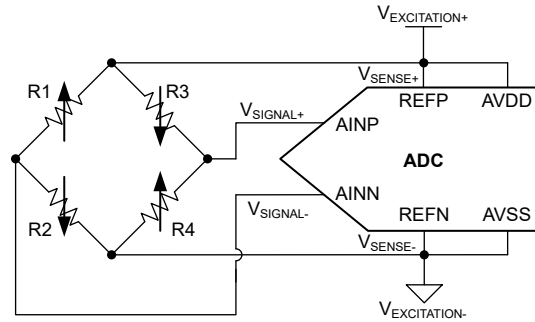 VEXCITATION+
R1
R3
VSENSE+
REFP
AVDD
VSIGNAL+
AINP
ADC
AINN
VSIGNAL-
R2
R4
REFN
AVSS
VSENSE-
VEXCITATION-